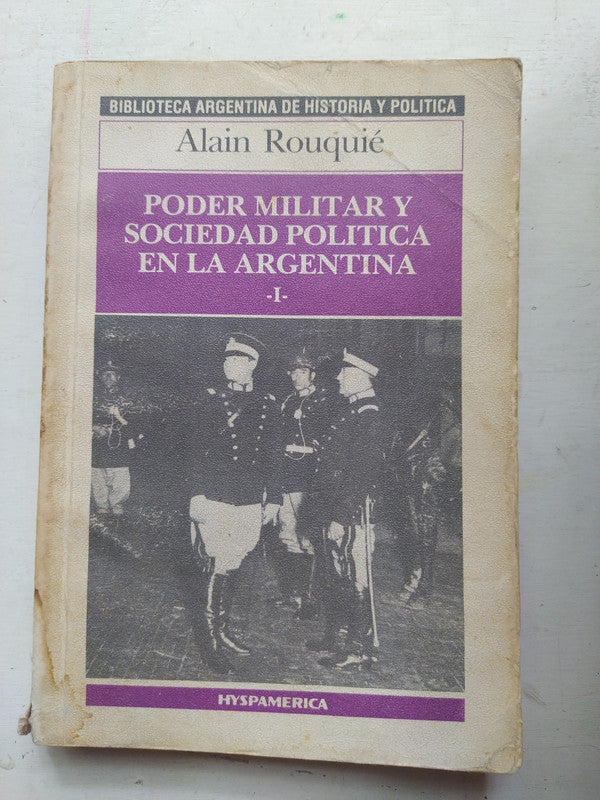 BIBLIOTECA ARGENTINA DE HISTORIA Y POLITICA
Alain Rouquié
PODER MILITAR Y
SOCIEDAD POLITICA
EN LA ARGENTINA
-I-
HYSPAMERICA